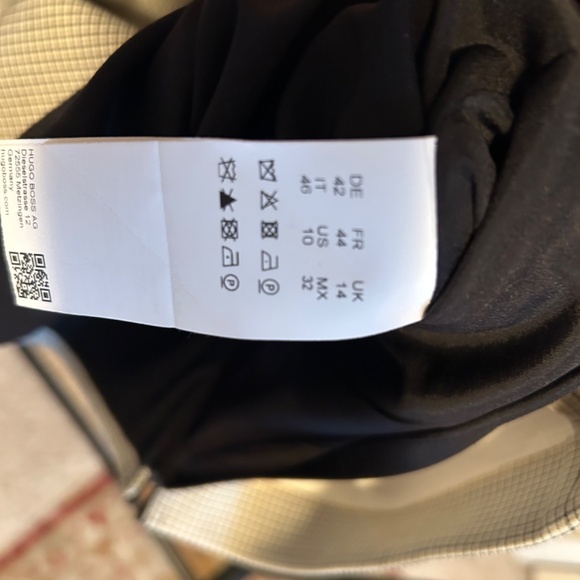 DE FR UK
42 44 14
IT US MX
46 10 32
P
P
HUGO BOSS AG
Dieselstrasse 12
72555 Metzingen
Germany
hugoboss.com